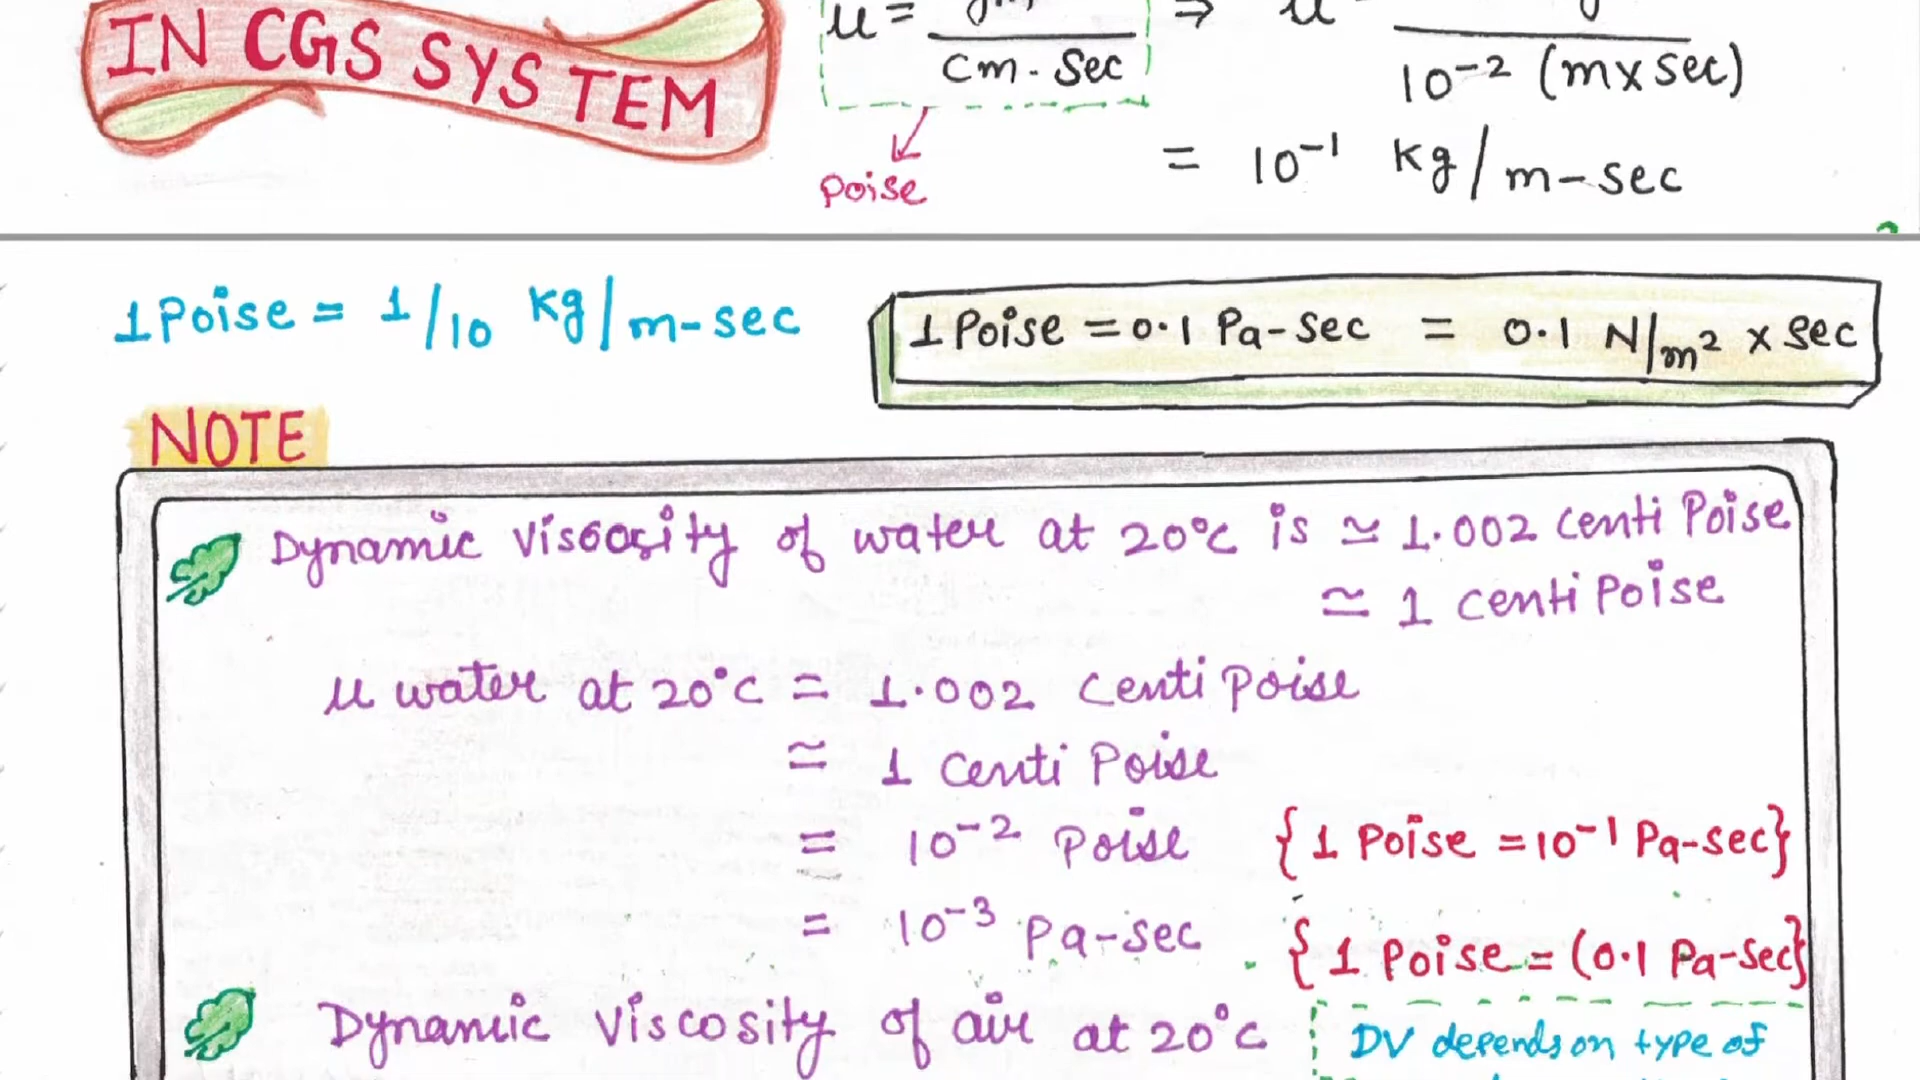 IN CGS SYSTEM
μ =
cm - sec
⇒ μ
10⁻² (m x sec)
Poise
= 10⁻¹ kg/m-sec
1 Poise = 1/10 kg/m-sec
1 Poise = 0.1 Pa-sec = 0.1 N/m² x sec
NOTE
Dynamic viscosity of water at 20°C is ≃ 1.002 centi Poise
≃ 1 centi Poise
μ water at 20°C = 1.002 centi poise
≃ 1 centi Poise
= 10⁻² Poise {1 Poise = 10⁻¹ Pa-sec}
= 10⁻³ Pa-sec {1 Poise = (0.1 Pa-sec}
Dynamic viscosity of air at 20°C
DV depends on type of